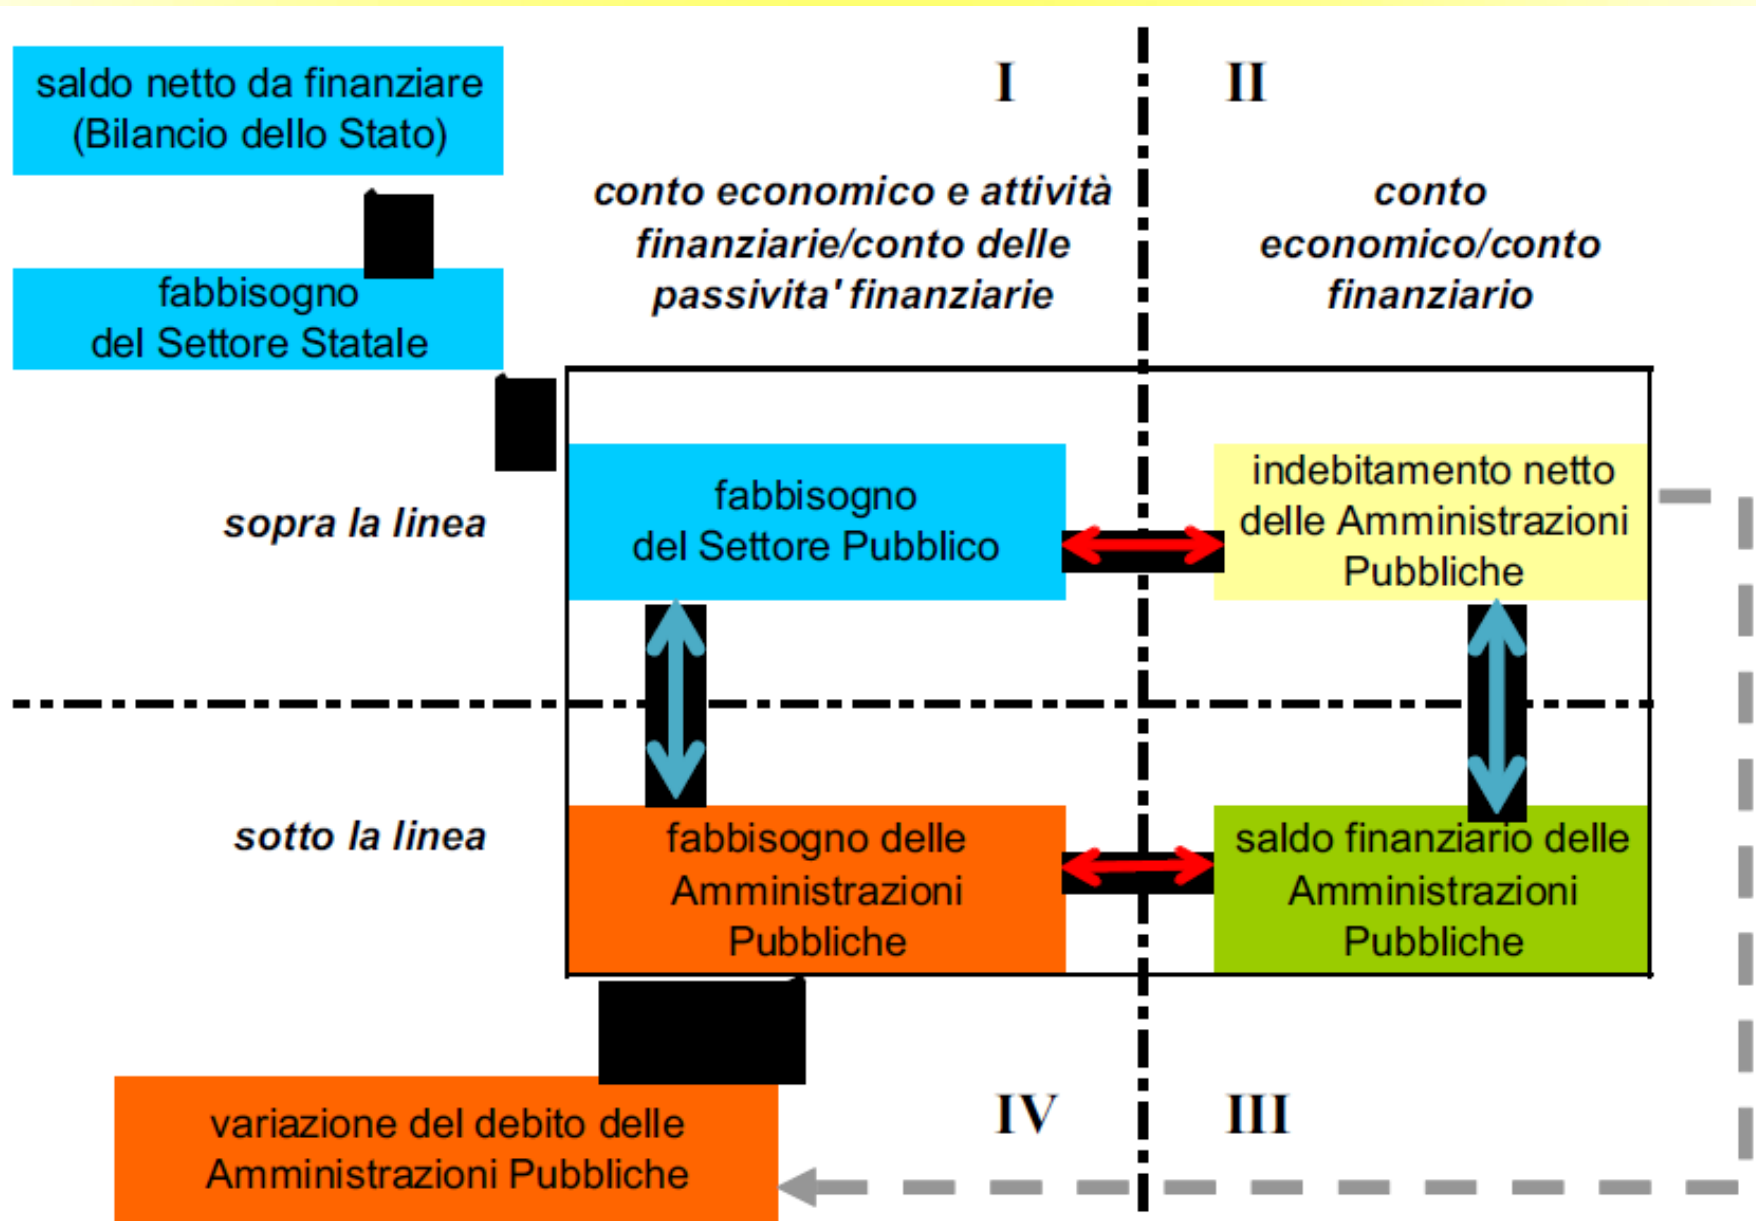 saldo netto da finanziare
(Bilancio dello Stato)
I
II
conto economico e attività
finanziarie/conto delle
passivita' finanziarie
conto
economico/conto
finanziario
fabbisogno
del Settore Statale
sopra la linea
fabbisogno
del Settore Pubblico
indebitamento netto
delle Amministrazioni
Pubbliche
sotto la linea
fabbisogno delle
Amministrazioni
Pubbliche
saldo finanziario delle
Amministrazioni
Pubbliche
variazione del debito delle
Amministrazioni Pubbliche
IV
III